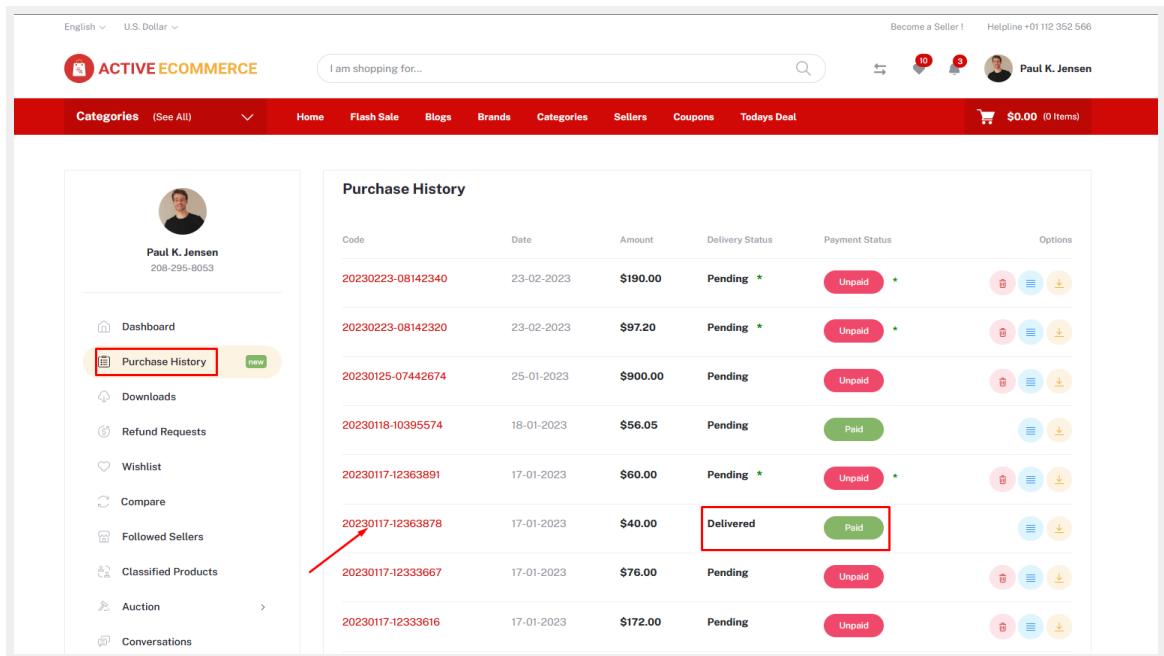 English U.S. Dollar Become a Seller ! Helpline +01 112 352 566
ACTIVE ECOMMERCE I am shopping for... 10 3 Paul K. Jensen
Categories (See All) Home Flash Sale Blogs Brands Categories Sellers Coupons Todays Deal $0.00 (0 Items)
Paul K. Jensen
208-295-8053
Dashboard
Purchase History new
Downloads
Refund Requests
Wishlist
Compare
Followed Sellers
Classified Products
Auction
Conversations
Purchase History
Code Date Amount Delivery Status Payment Status Options
20230223-08142340 23-02-2023 $190.00 Pending * Unpaid *
20230223-08142320 23-02-2023 $97.20 Pending * Unpaid *
20230125-07442674 25-01-2023 $900.00 Pending Unpaid
20230118-10395574 18-01-2023 $56.05 Pending Paid
20230117-12363891 17-01-2023 $60.00 Pending * Unpaid *
20230117-12363878 17-01-2023 $40.00 Delivered Paid
20230117-12333667 17-01-2023 $76.00 Pending Unpaid
20230117-12333616 17-01-2023 $172.00 Pending Unpaid